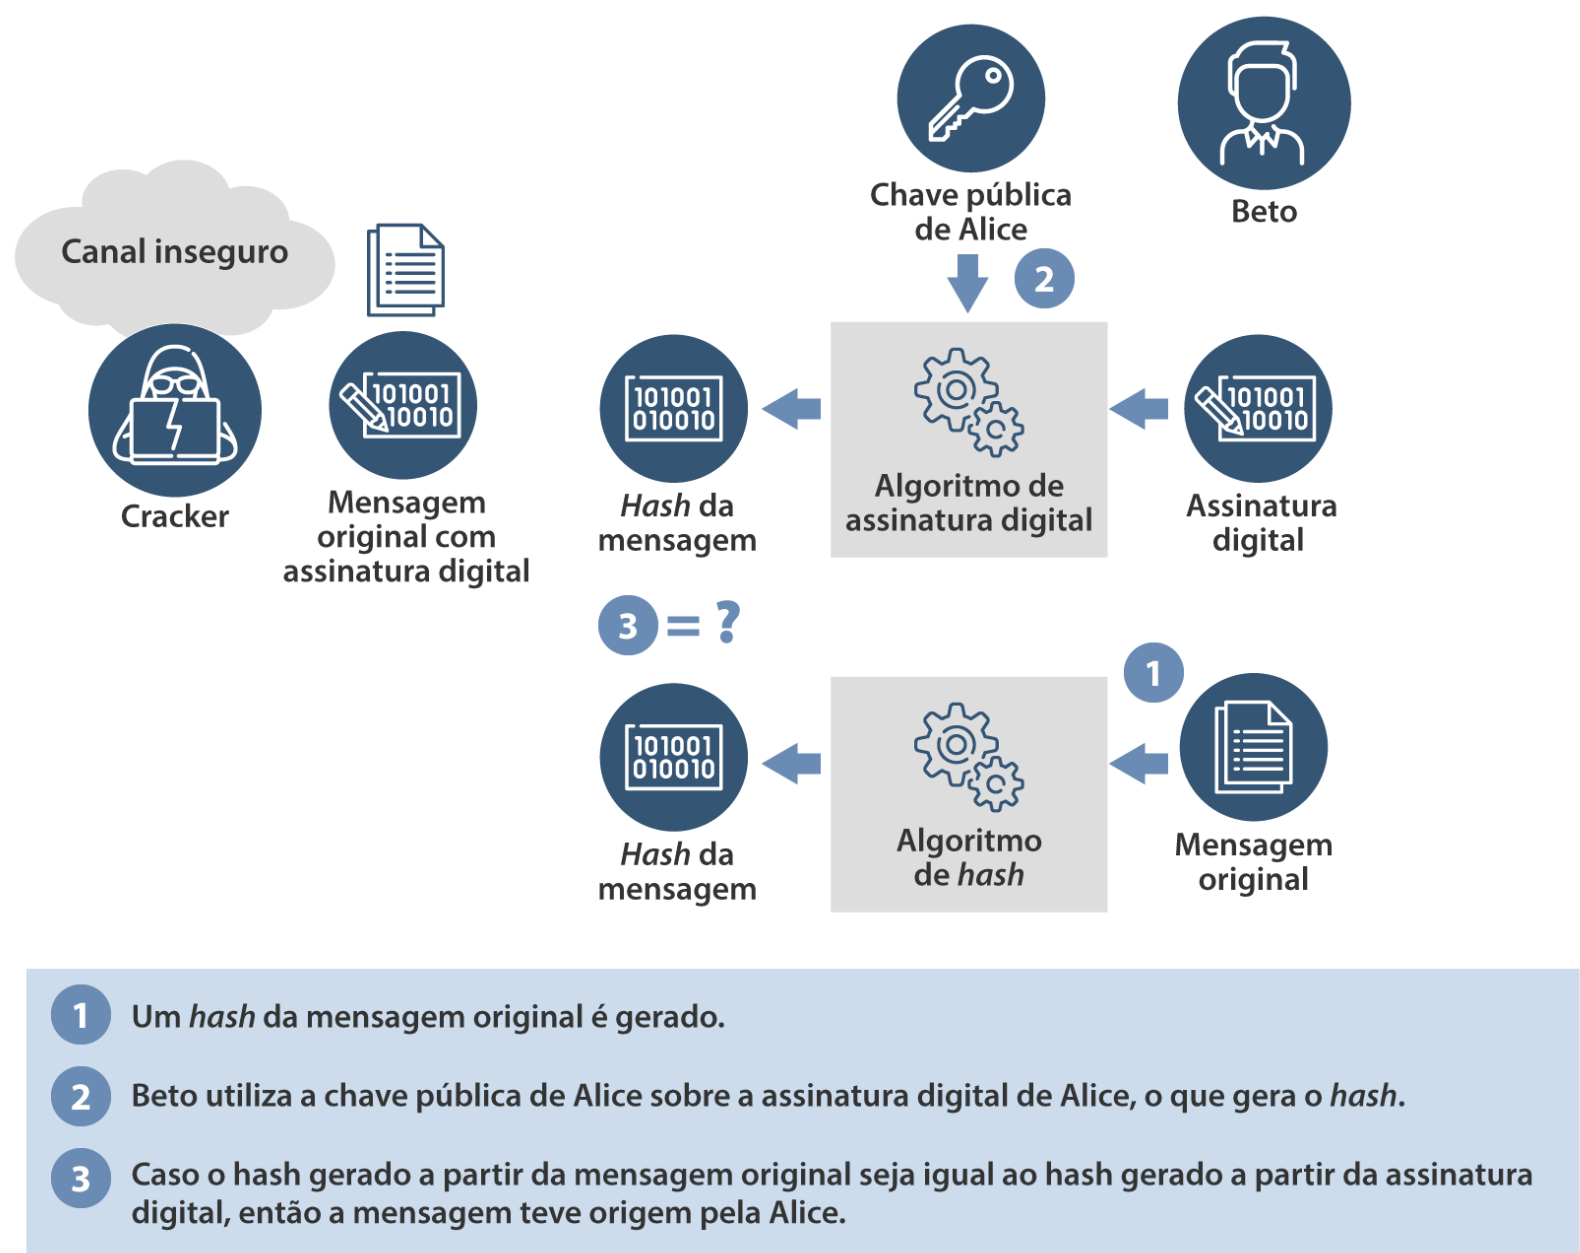 Chave pública
de Alice
Beto
Canal inseguro
2
101001
10010
101001
010010
101001
10010
Cracker
Mensagem
original com
assinatura digital
Hash da
mensagem
Algoritmo de
assinatura digital
Assinatura
digital
3 = ?
1
101001
010010
Hash da
mensagem
Algoritmo
de hash
Mensagem
original
1 Um hash da mensagem original é gerado.
2 Beto utiliza a chave pública de Alice sobre a assinatura digital de Alice, o que gera o hash.
3 Caso o hash gerado a partir da mensagem original seja igual ao hash gerado a partir da assinatura
digital, então a mensagem teve origem pela Alice.